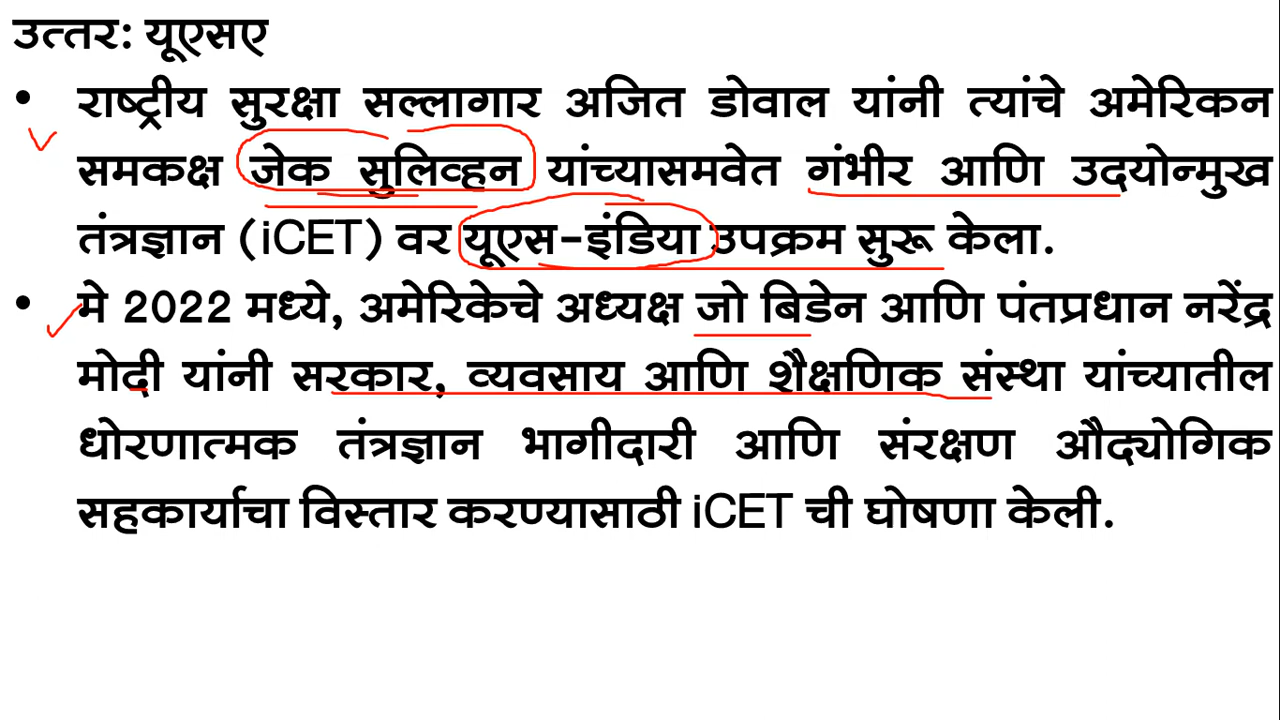 उत्तर: यूएसए
• राष्ट्रीय सुरक्षा सल्लागार अजित डोवाल यांनी त्यांचे अमेरिकन
समकक्ष जेक सुलिव्हन यांच्यासमवेत गंभीर आणि उदयोन्मुख
तंत्रज्ञान (iCET) वर यूएस-इंडिया उपक्रम सुरू केला.
• मे 2022 मध्ये, अमेरिकेचे अध्यक्ष जो बिडेन आणि पंतप्रधान नरेंद्र
मोदी यांनी सरकार, व्यवसाय आणि शैक्षणिक संस्था यांच्यातील
धोरणात्मक तंत्रज्ञान भागीदारी आणि संरक्षण औद्योगिक
सहकार्याचा विस्तार करण्यासाठी iCET ची घोषणा केली.